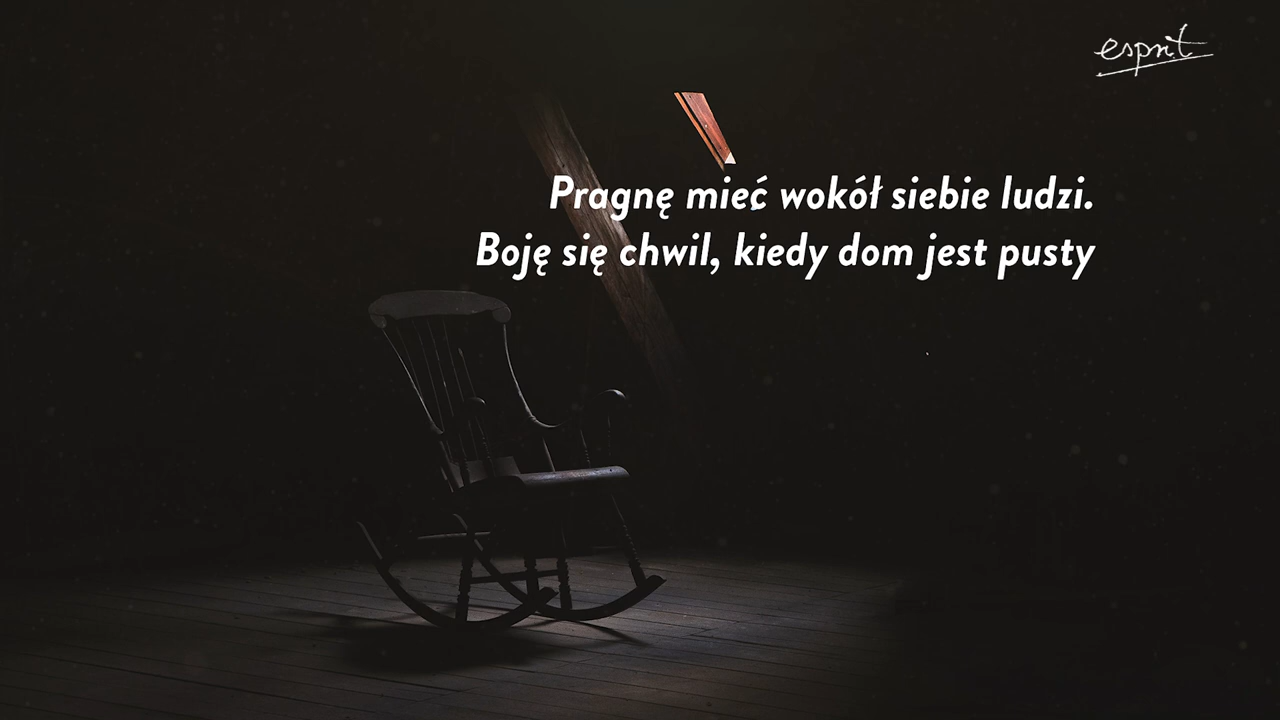 esprit
Pragnę mieć wokół siebie ludzi.
Boję się chwil, kiedy dom jest pusty